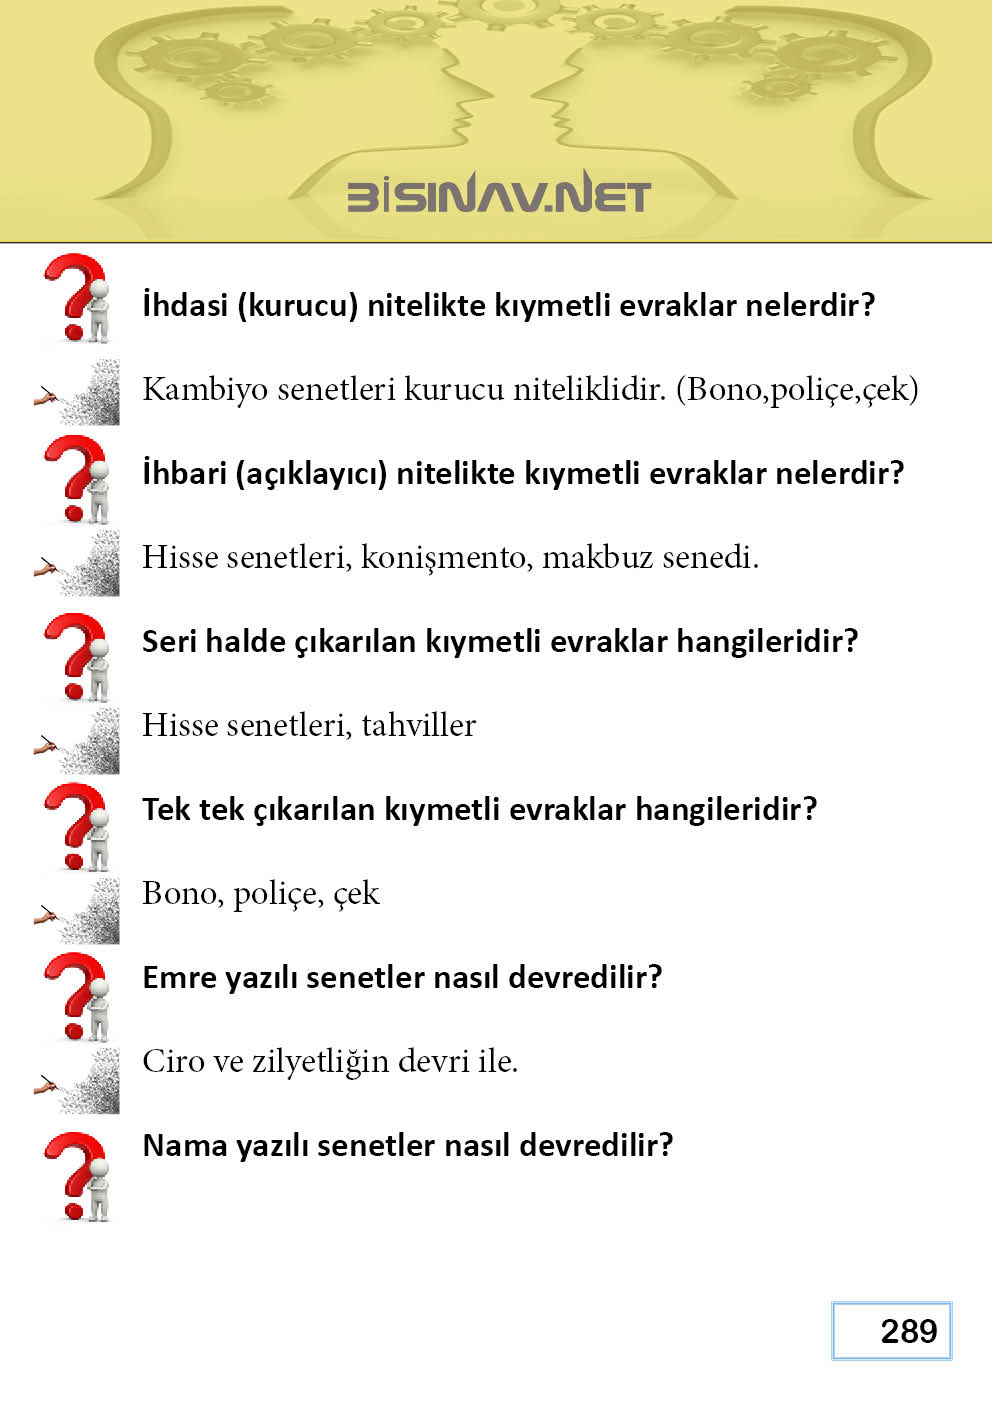 BİSINAV.NET
İhdasi (kurucu) nitelikte kıymetli evraklar nelerdir?
Kambiyo senetleri kurucu niteliklidir. (Bono,poliçe,çek)
İhbari (açıklayıcı) nitelikte kıymetli evraklar nelerdir?
Hisse senetleri, konişmento, makbuz senedi.
Seri halde çıkarılan kıymetli evraklar hangileridir?
Hisse senetleri, tahviller
Tek tek çıkarılan kıymetli evraklar hangileridir?
Bono, poliçe, çek
Emre yazılı senetler nasıl devredilir?
Ciro ve zilyetliğin devri ile.
Nama yazılı senetler nasıl devredilir?
289